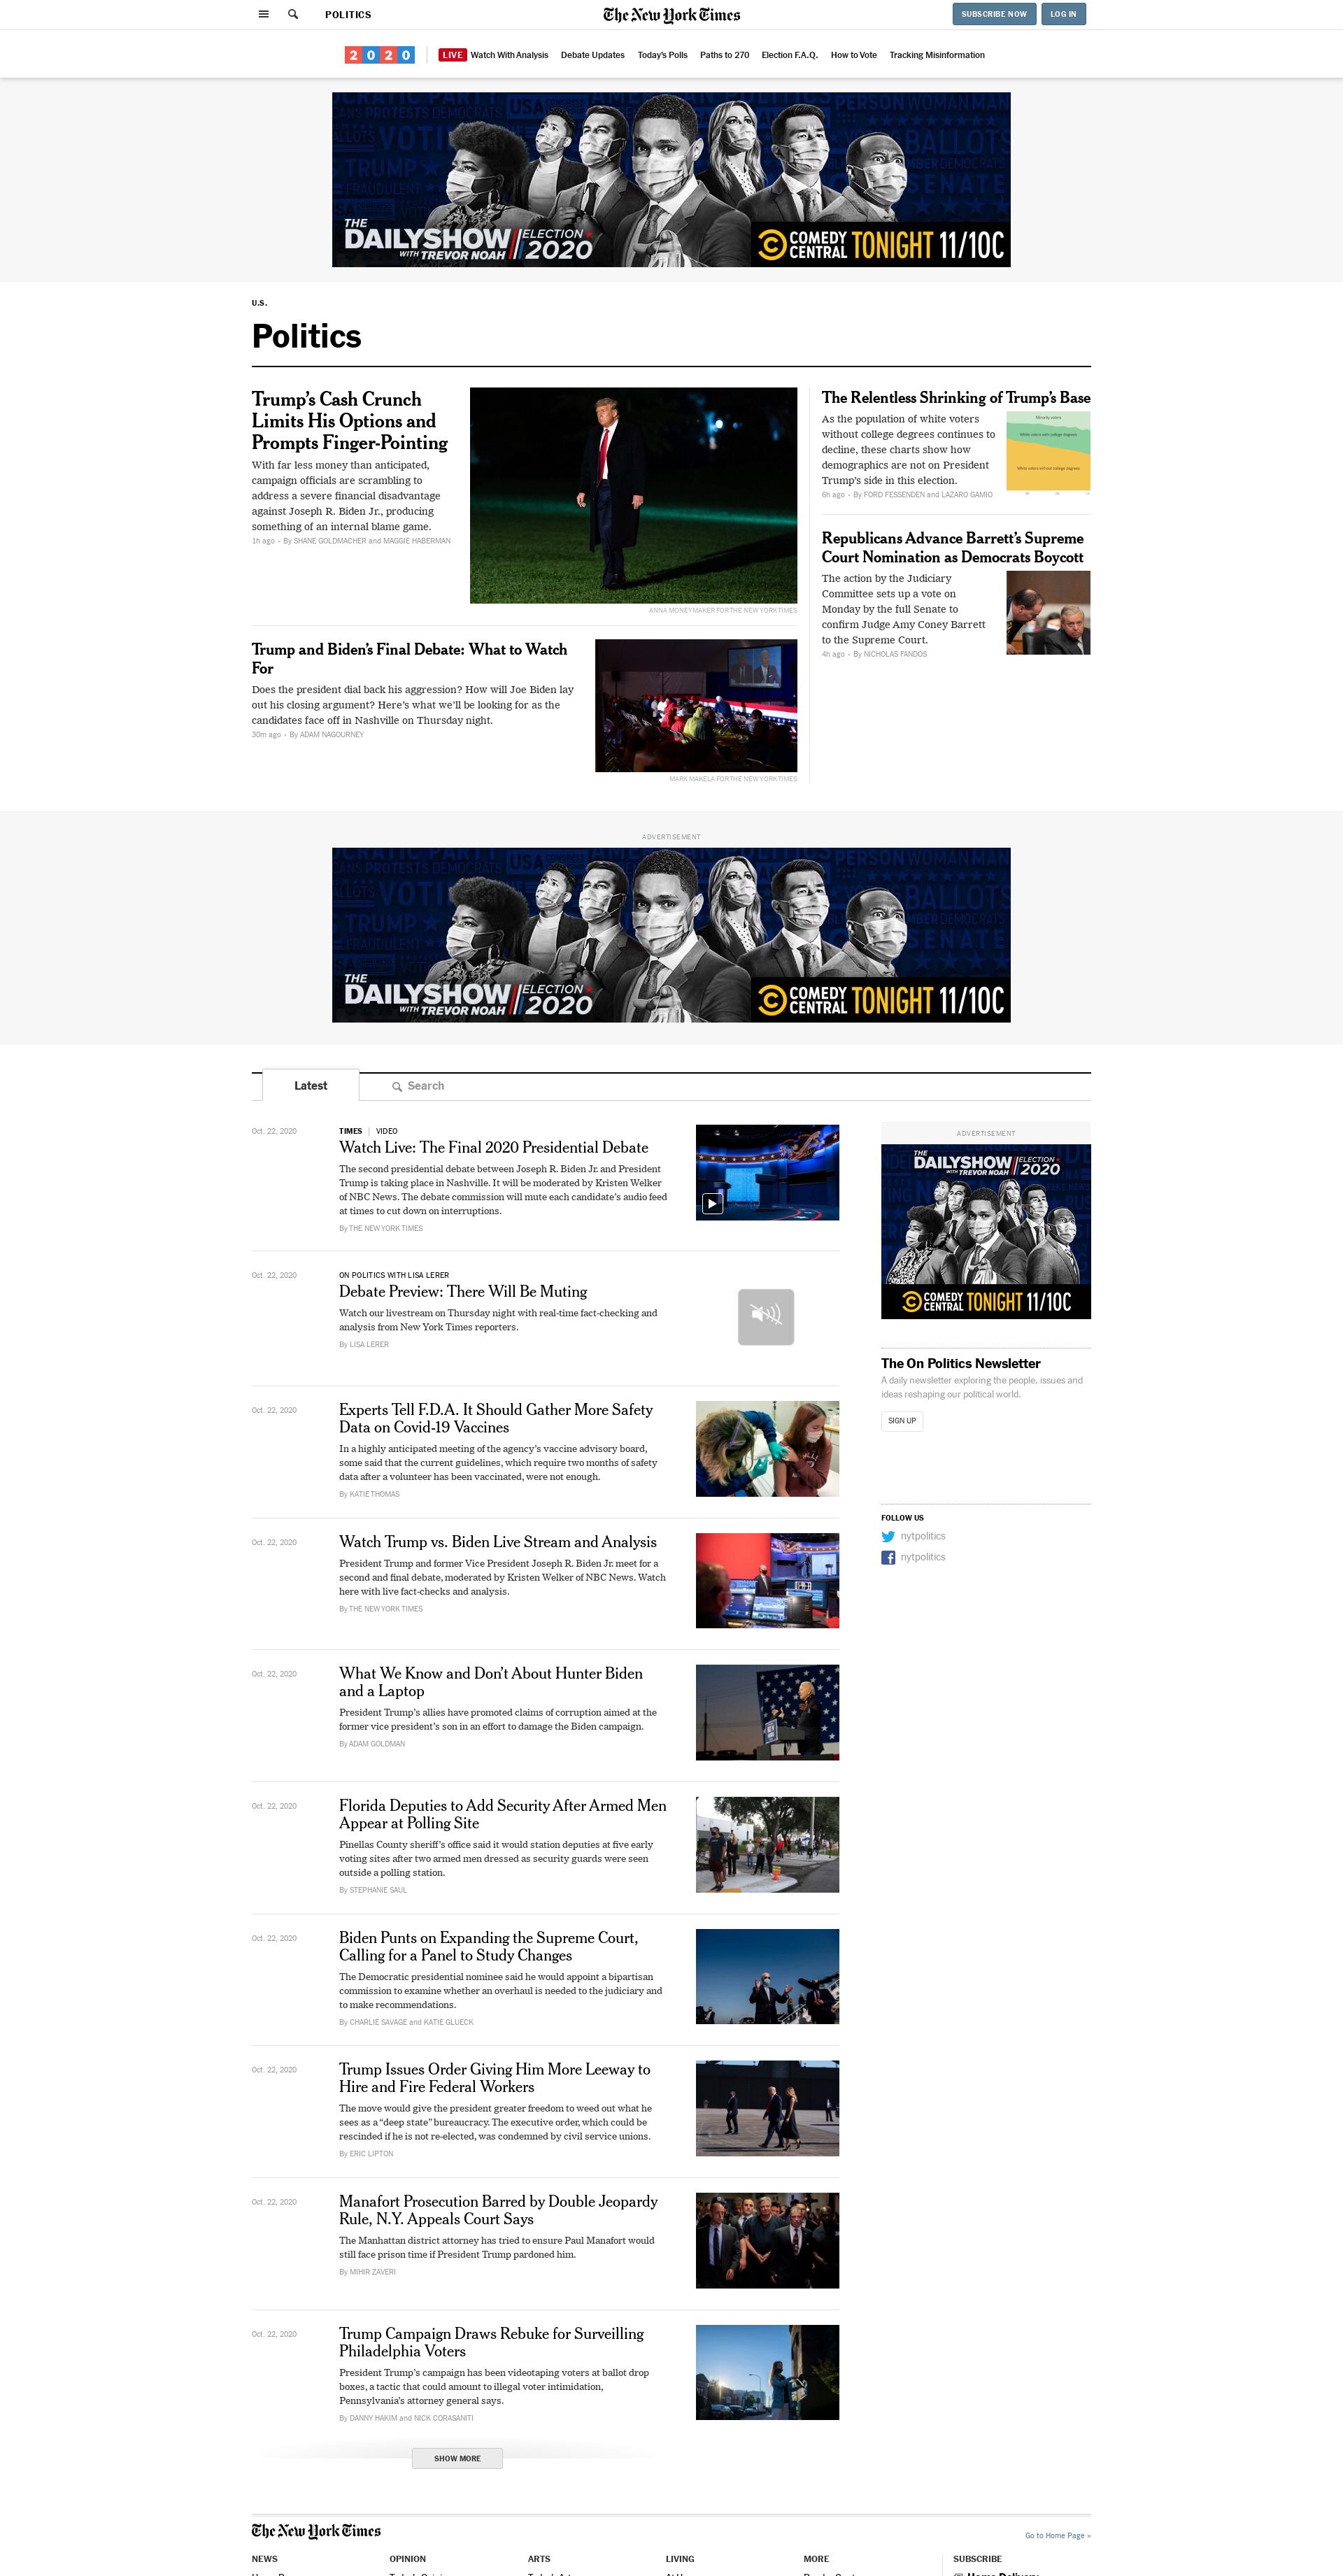 POLITICS
The New York Times
SUBSCRIBE NOW
LOG IN
2020
LIVE Watch With Analysis
Debate Updates
Today's Polls
Paths to 270
Election F.A.Q.
How to Vote
Tracking Misinformation
THE
DAILYSHOW
WITH TREVOR NOAH
ELECTION
2020
COMEDY
CENTRAL
TONIGHT 11/10C
U.S.
Politics
Trump’s Cash Crunch
Limits His Options and
Prompts Finger-Pointing
With far less money than anticipated,
campaign officials are scrambling to
address a severe financial disadvantage
against Joseph R. Biden Jr., producing
something of an internal blame game.
1h ago • By SHANE GOLDMACHER and MAGGIE HABERMAN
ANNA MONEYMAKER FOR THE NEW YORK TIMES
Trump and Biden’s Final Debate: What to Watch
For
Does the president dial back his aggression? How will Joe Biden lay
out his closing argument? Here’s what we’ll be looking for as the
candidates face off in Nashville on Thursday night.
30m ago • By ADAM NAGOURNEY
MARK MAKELA FOR THE NEW YORK TIMES
The Relentless Shrinking of Trump’s Base
As the population of white voters
without college degrees continues to
decline, these charts show how
demographics are not on President
Trump’s side in this election.
6h ago • By FORD FESSENDEN and LAZARO GAMIO
Minority voters
White voters with college degrees
White voters without college degrees
Republicans Advance Barrett’s Supreme
Court Nomination as Democrats Boycott
The action by the Judiciary
Committee sets up a vote on
Monday by the full Senate to
confirm Judge Amy Coney Barrett
to the Supreme Court.
4h ago • By NICHOLAS FANDOS
ADVERTISEMENT
THE
DAILYSHOW
WITH TREVOR NOAH
ELECTION
2020
COMEDY
CENTRAL
TONIGHT 11/10C
Latest
Search
Oct. 22, 2020
TIMES | VIDEO
Watch Live: The Final 2020 Presidential Debate
The second presidential debate between Joseph R. Biden Jr. and President
Trump is taking place in Nashville. It will be moderated by Kristen Welker
of NBC News. The debate commission will mute each candidate’s audio feed
at times to cut down on interruptions.
By THE NEW YORK TIMES
Oct. 22, 2020
ON POLITICS WITH LISA LERER
Debate Preview: There Will Be Muting
Watch our livestream on Thursday night with real-time fact-checking and
analysis from New York Times reporters.
By LISA LERER
Oct. 22, 2020
Experts Tell F.D.A. It Should Gather More Safety
Data on Covid-19 Vaccines
In a highly anticipated meeting of the agency’s vaccine advisory board,
some said that the current guidelines, which require two months of safety
data after a volunteer has been vaccinated, were not enough.
By KATIE THOMAS
Oct. 22, 2020
Watch Trump vs. Biden Live Stream and Analysis
President Trump and former Vice President Joseph R. Biden Jr. meet for a
second and final debate, moderated by Kristen Welker of NBC News. Watch
here with live fact-checks and analysis.
By THE NEW YORK TIMES
Oct. 22, 2020
What We Know and Don’t About Hunter Biden
and a Laptop
President Trump’s allies have promoted claims of corruption aimed at the
former vice president’s son in an effort to damage the Biden campaign.
By ADAM GOLDMAN
Oct. 22, 2020
Florida Deputies to Add Security After Armed Men
Appear at Polling Site
Pinellas County sheriff’s office said it would station deputies at five early
voting sites after two armed men dressed as security guards were seen
outside a polling station.
By STEPHANIE SAUL
Oct. 22, 2020
Biden Punts on Expanding the Supreme Court,
Calling for a Panel to Study Changes
The Democratic presidential nominee said he would appoint a bipartisan
commission to examine whether an overhaul is needed to the judiciary and
to make recommendations.
By CHARLIE SAVAGE and KATIE GLUECK
Oct. 22, 2020
Trump Issues Order Giving Him More Leeway to
Hire and Fire Federal Workers
The move would give the president greater freedom to weed out what he
sees as a “deep state” bureaucracy. The executive order, which could be
rescinded if he is not re-elected, was condemned by civil service unions.
By ERIC LIPTON
Oct. 22, 2020
Manafort Prosecution Barred by Double Jeopardy
Rule, N.Y. Appeals Court Says
The Manhattan district attorney has tried to ensure Paul Manafort would
still face prison time if President Trump pardoned him.
By MIHIR ZAVERI
Oct. 22, 2020
Trump Campaign Draws Rebuke for Surveilling
Philadelphia Voters
President Trump’s campaign has been videotaping voters at ballot drop
boxes, a tactic that could amount to illegal voter intimidation,
Pennsylvania’s attorney general says.
By DANNY HAKIM and NICK CORASANITI
SHOW MORE
ADVERTISEMENT
THE
DAILYSHOW
WITH TREVOR NOAH
ELECTION
2020
COMEDY
CENTRAL
TONIGHT 11/10C
The On Politics Newsletter
A daily newsletter exploring the people, issues and
ideas reshaping our political world.
SIGN UP
FOLLOW US
nytpolitics
nytpolitics
The New York Times
Go to Home Page »
NEWS
OPINION
ARTS
LIVING
MORE
SUBSCRIBE